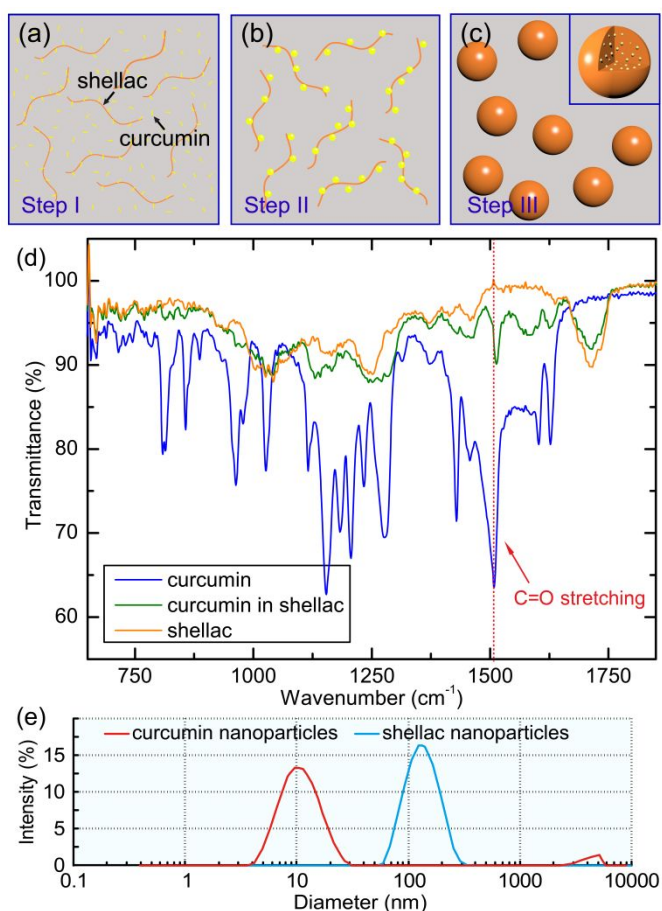 (a)
shellac
curcumin
Step I
(b)
Step II
(c)
Step III
(d)
100
90
80
70
60
Transmittance (%)
curcumin
curcumin in shellac
shellac
C=O stretching
750
1000
1250
1500
1750
Wavenumber (cm⁻¹)
(e)
curcumin nanoparticles
shellac nanoparticles
15
10
5
0
Intensity (%)
0.1
1
10
100
1000
10000
Diameter (nm)